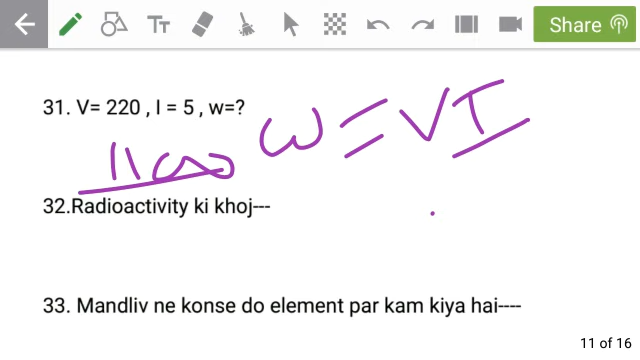 Share
31. V= 220 , I = 5 , w=?
W = VI
1100
32.Radioactivity ki khoj---
33. Mandliv ne konse do element par kam kiya hai----
11 of 16